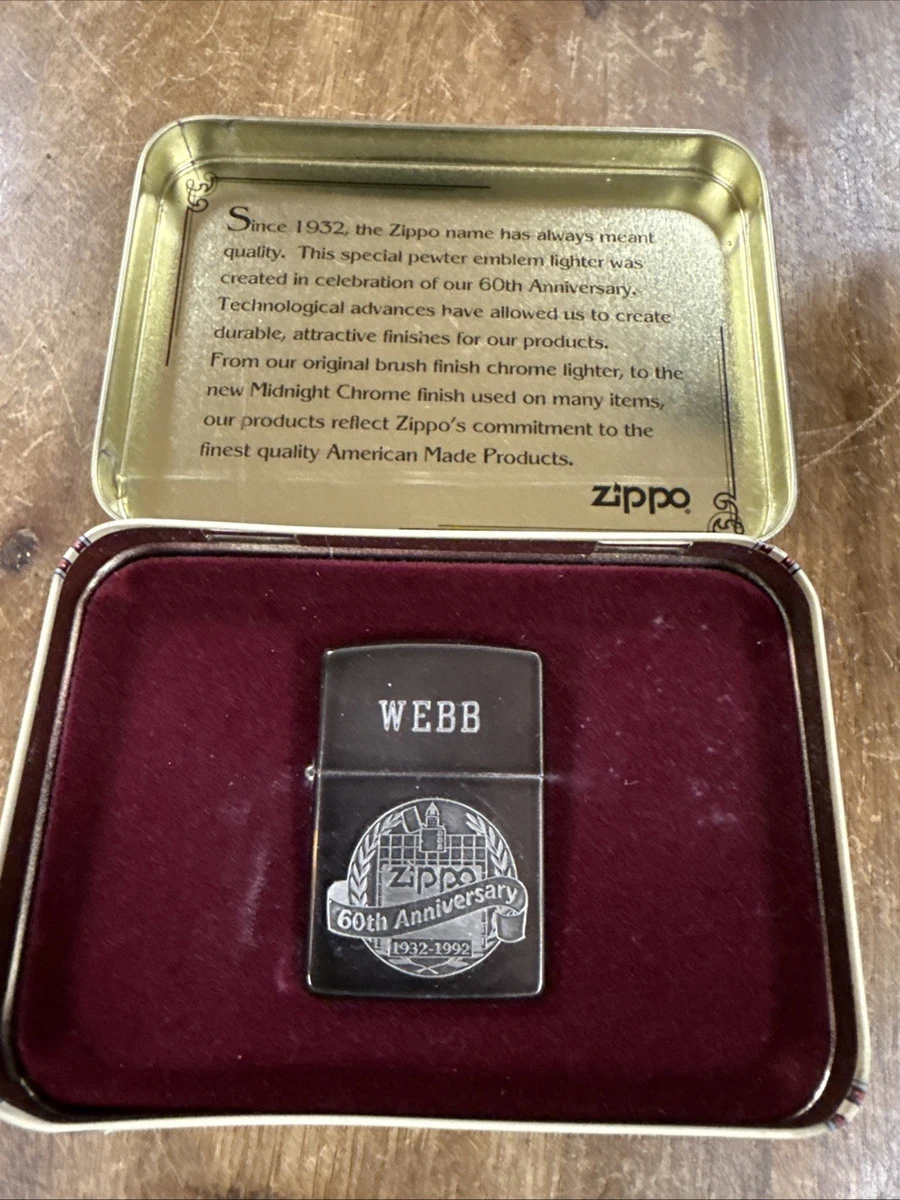 Since 1932, the Zippo name has always meant
quality. This special pewter emblem lighter was
created in celebration of our 60th Anniversary.
Technological advances have allowed us to create
durable, attractive finishes for our products.
From our original brush finish chrome lighter, to the
new Midnight Chrome finish used on many items,
our products reflect Zippo's commitment to the
finest quality American Made Products.
zippo®
WEBB
zippo
60th Anniversary
1932-1992